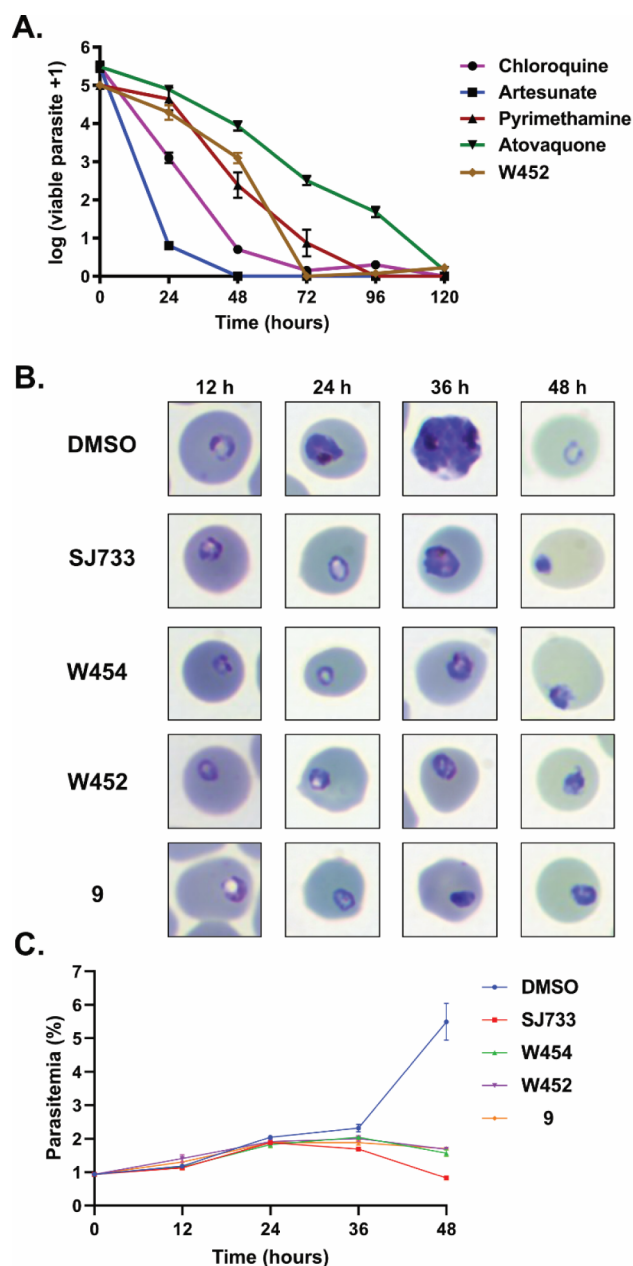 A.
log (viable parasite +1)
6
5
4
3
2
1
0
0 24 48 72 96 120
Time (hours)
Chloroquine
Artesunate
Pyrimethamine
Atovaquone
W452
B.
12 h 24 h 36 h 48 h
DMSO
SJ733
W454
W452
9
C.
Parasitemia (%)
7
6
5
4
3
2
1
0
0 12 24 36 48
Time (hours)
DMSO
SJ733
W454
W452
9